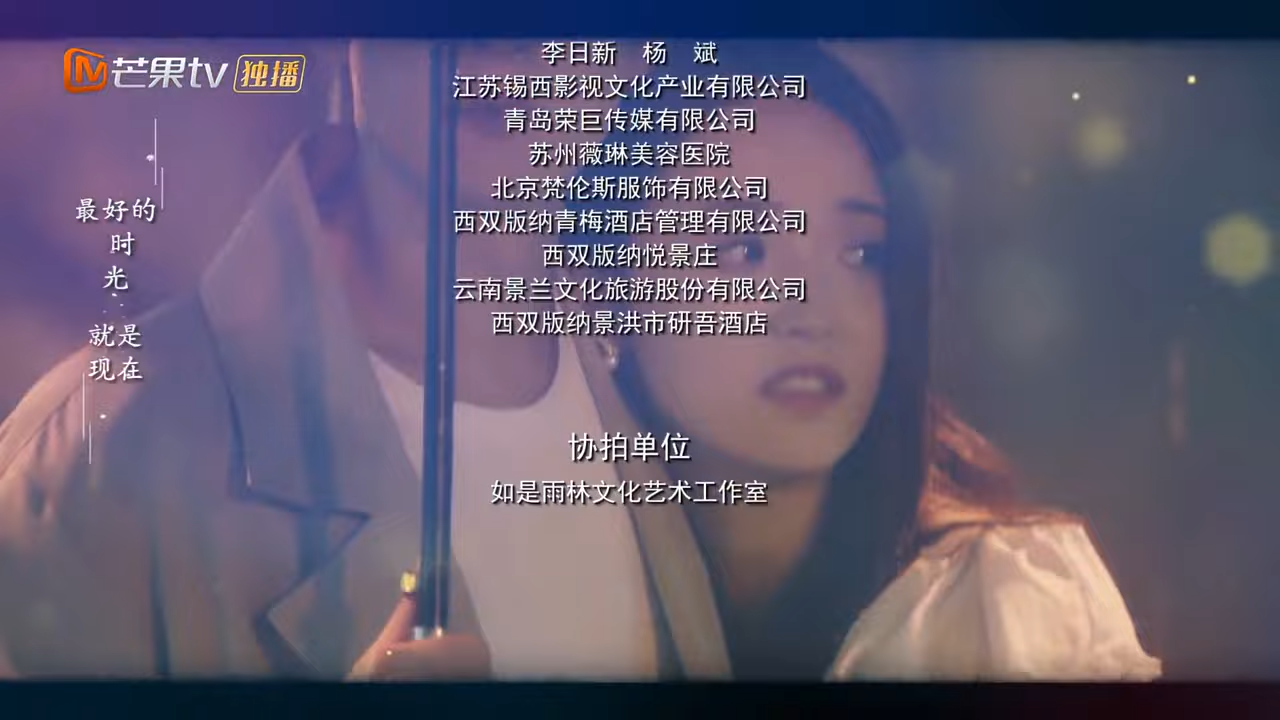 芒果tv 独播
李日新 杨 斌
江苏锡西影视文化产业有限公司
青岛荣巨传媒有限公司
苏州薇琳美容医院
北京梵伦斯服饰有限公司
西双版纳青梅酒店管理有限公司
西双版纳悦景庄
云南景兰文化旅游股份有限公司
西双版纳景洪市研吾酒店
最好的
时
光
就是
现在
协拍单位
如是雨林文化艺术工作室